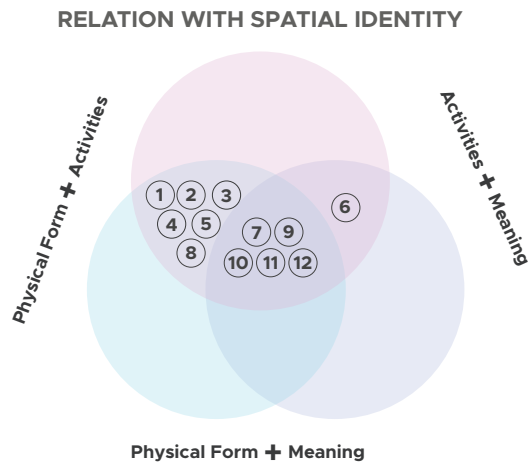 RELATION WITH SPATIAL IDENTITY
Physical Form + Activities
Activities + Meaning
1 2 3
6
4 5
7 9
8
10 11 12
Physical Form + Meaning